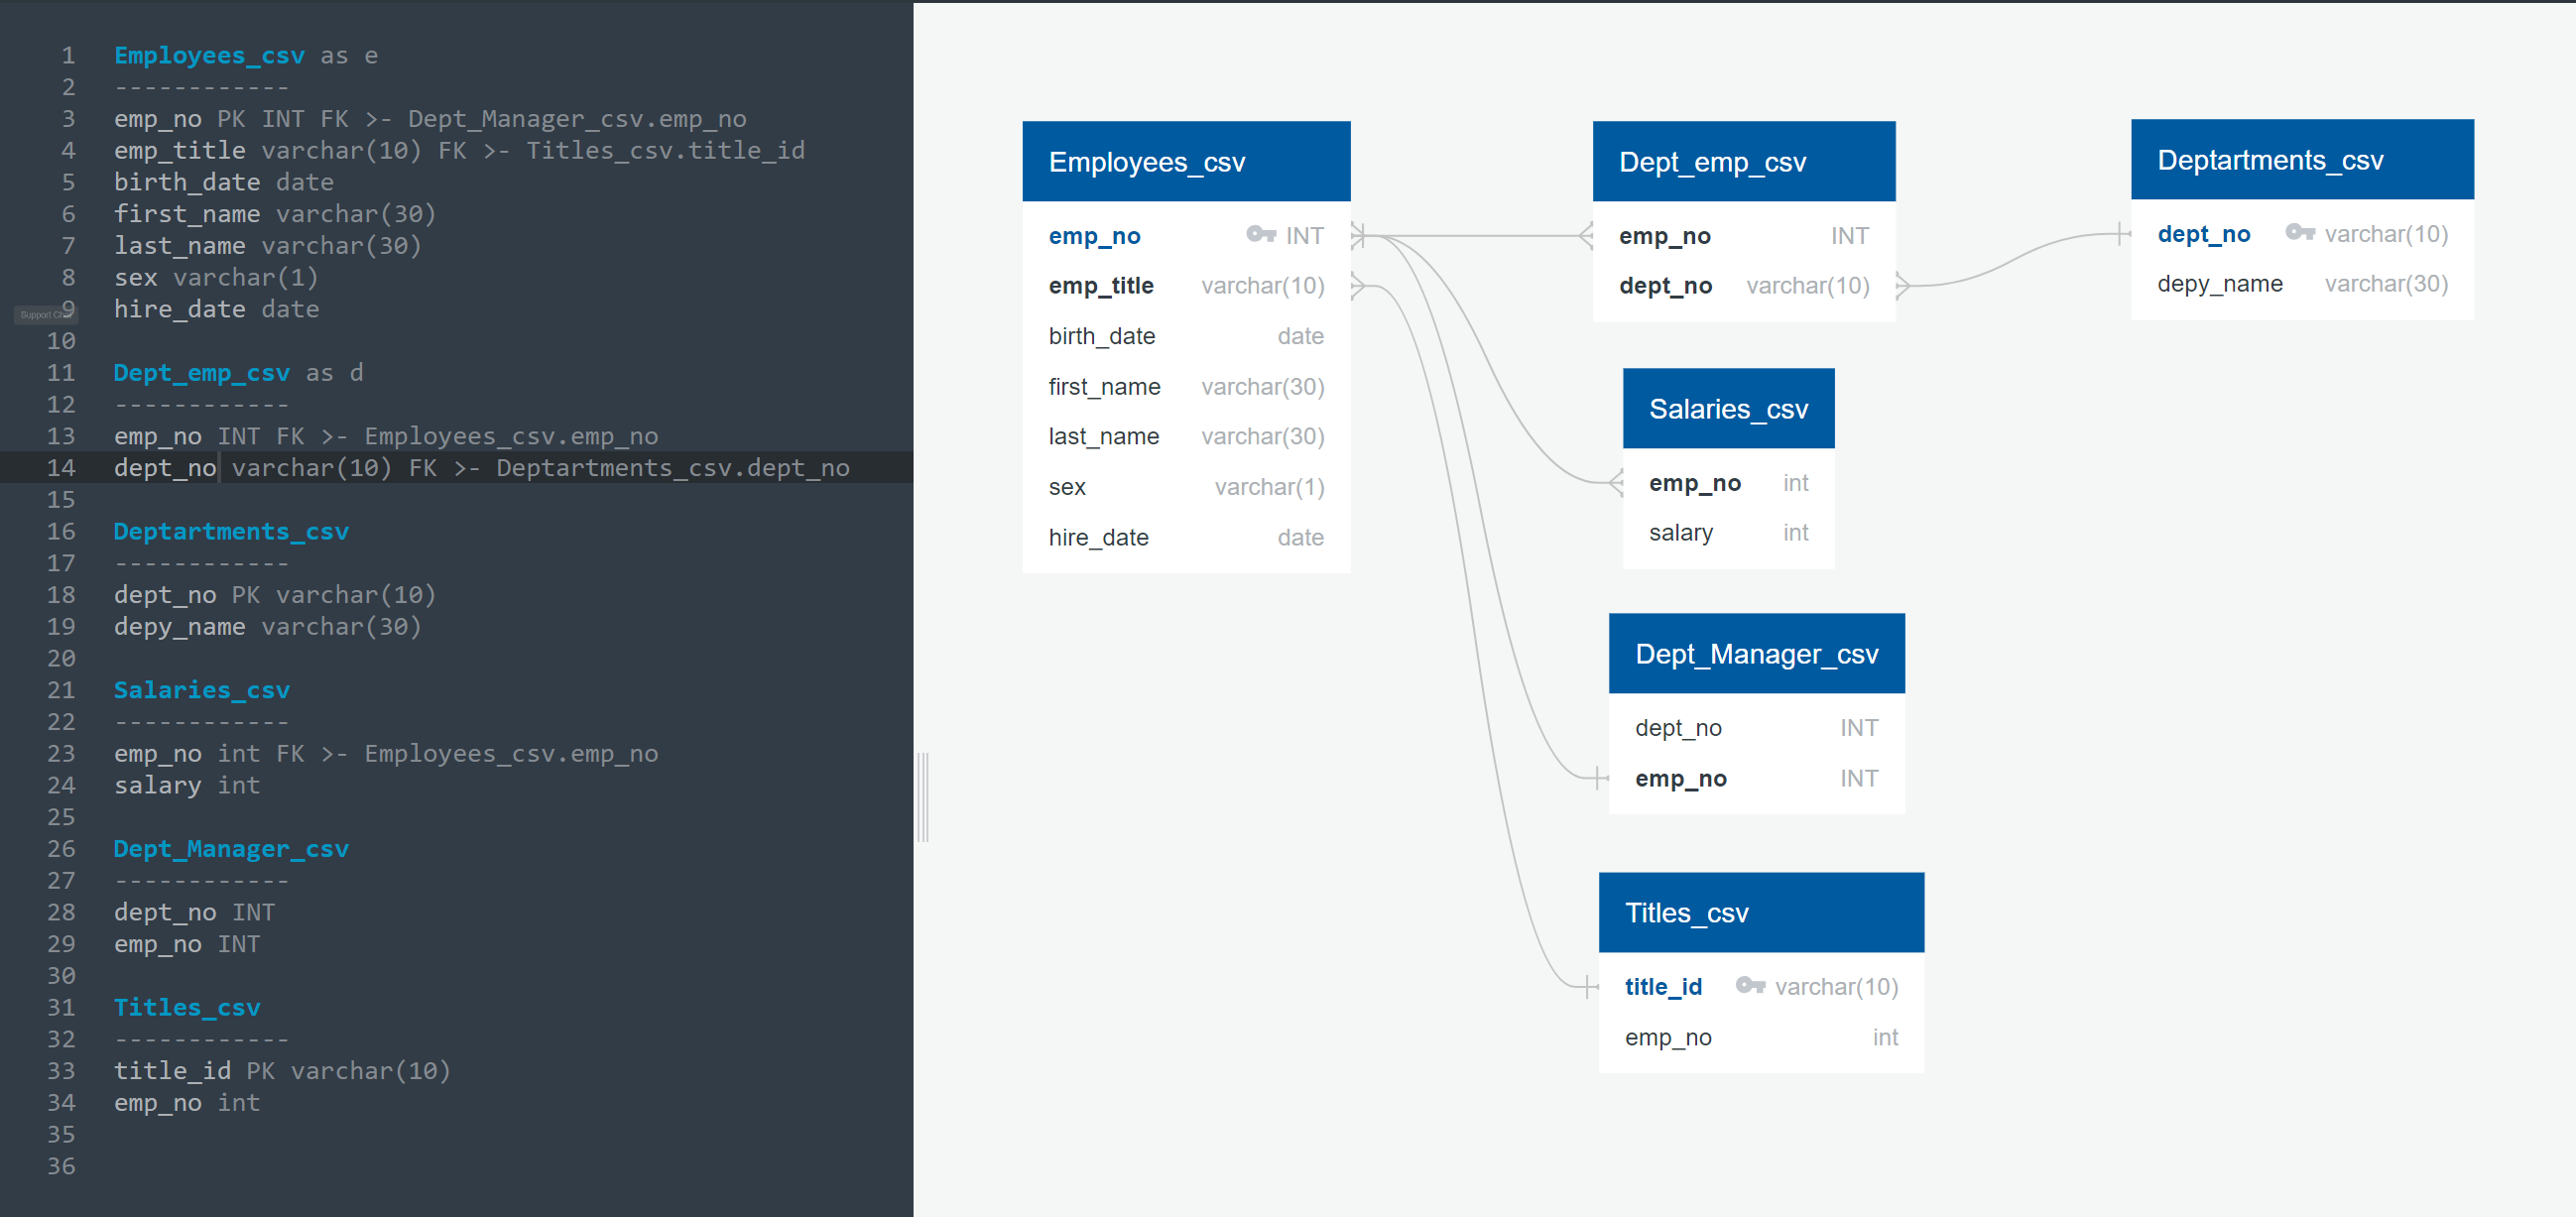 1 Employees_csv as e
2 ------------
3 emp_no PK INT FK >- Dept_Manager_csv.emp_no
4 emp_title varchar(10) FK >- Titles_csv.title_id
5 birth_date date
6 first_name varchar(30)
7 last_name varchar(30)
8 sex varchar(1)
9 hire_date date
Support Chat
10
11 Dept_emp_csv as d
12 ------------
13 emp_no INT FK >- Employees_csv.emp_no
14 dept_no varchar(10) FK >- Deptartments_csv.dept_no
15
16 Deptartments_csv
17 ------------
18 dept_no PK varchar(10)
19 depy_name varchar(30)
20
21 Salaries_csv
22 ------------
23 emp_no int FK >- Employees_csv.emp_no
24 salary int
25
26 Dept_Manager_csv
27 ------------
28 dept_no INT
29 emp_no INT
30
31 Titles_csv
32 ------------
33 title_id PK varchar(10)
34 emp_no int
35
36
Employees_csv
emp_no INT
emp_title varchar(10)
birth_date date
first_name varchar(30)
last_name varchar(30)
sex varchar(1)
hire_date date
Dept_emp_csv
emp_no INT
dept_no varchar(10)
Deptartments_csv
dept_no varchar(10)
depy_name varchar(30)
Salaries_csv
emp_no int
salary int
Dept_Manager_csv
dept_no INT
emp_no INT
Titles_csv
title_id varchar(10)
emp_no int